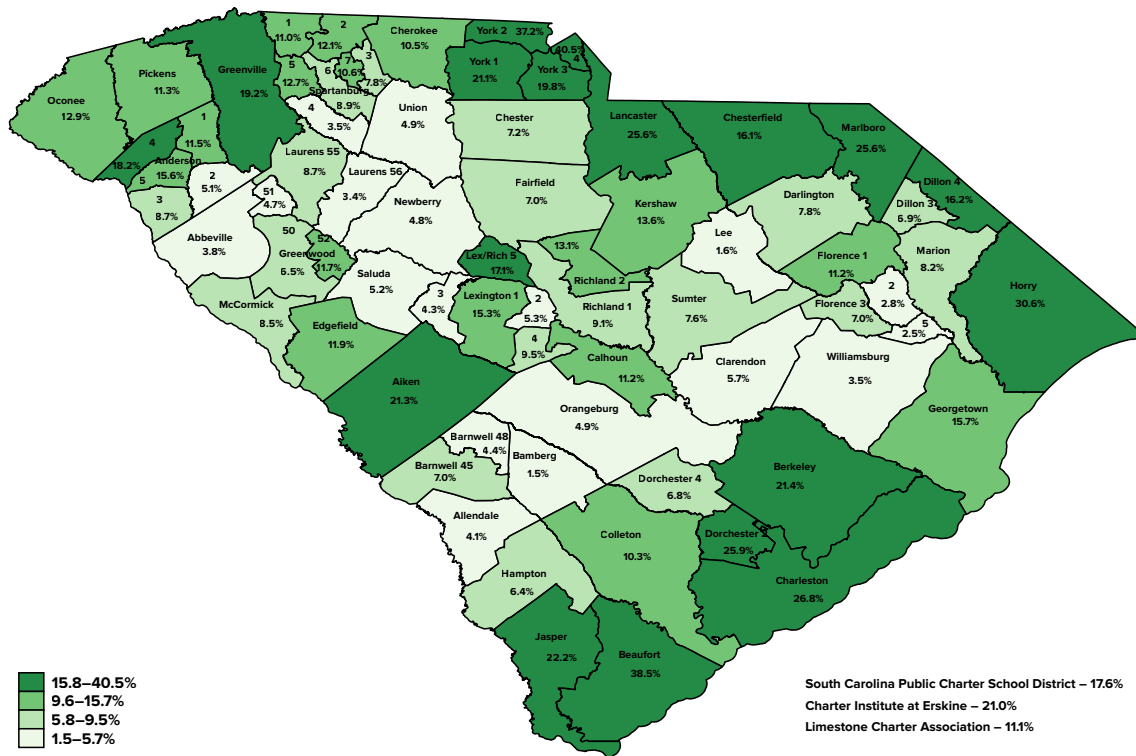 1
11.0%
2
12.1%
Cherokee
10.5%
York 2 37.2%
40.5%
4
York 1
21.1%
York 3
19.8%
Oconee
12.9%
Pickens
11.3%
Greenville
19.2%
5
12.7%
6
7
10.6%
3
7.8%
Spartanburg
8.9%
4
3.5%
Union
4.9%
Chester
7.2%
Lancaster
25.6%
Chesterfield
16.1%
Marlboro
25.6%
1
11.5%
4
18.2%
Anderson
15.6%
5
2
5.1%
3
8.7%
Laurens 55
8.7%
Laurens 56
3.4%
51
4.7%
Newberry
4.8%
Fairfield
7.0%
Kershaw
13.6%
Darlington
7.8%
Dillon 4
16.2%
Dillon 3
6.9%
Abbeville
3.8%
50
Greenwood
6.5%
52
11.7%
Saluda
5.2%
Lex/Rich 5
17.1%
13.1%
Richland 2
Lee
1.6%
Florence 1
11.2%
Marion
8.2%
Horry
30.6%
McCormick
8.5%
Edgefield
11.9%
3
4.3%
Lexington 1
15.3%
2
5.3%
Richland 1
9.1%
Sumter
7.6%
Florence 3
7.0%
2
2.8%
5
2.5%
4
9.5%
Calhoun
11.2%
Clarendon
5.7%
Williamsburg
3.5%
Aiken
21.3%
Orangeburg
4.9%
Georgetown
15.7%
Barnwell 48
4.4%
Bamberg
1.5%
Barnwell 45
7.0%
Dorchester 4
6.8%
Berkeley
21.4%
Allendale
4.1%
Colleton
10.3%
Dorchester 2
25.9%
Charleston
26.8%
Hampton
6.4%
Jasper
22.2%
Beaufort
38.5%
15.8–40.5%
9.6–15.7%
5.8–9.5%
1.5–5.7%
South Carolina Public Charter School District – 17.6%
Charter Institute at Erskine – 21.0%
Limestone Charter Association – 11.1%